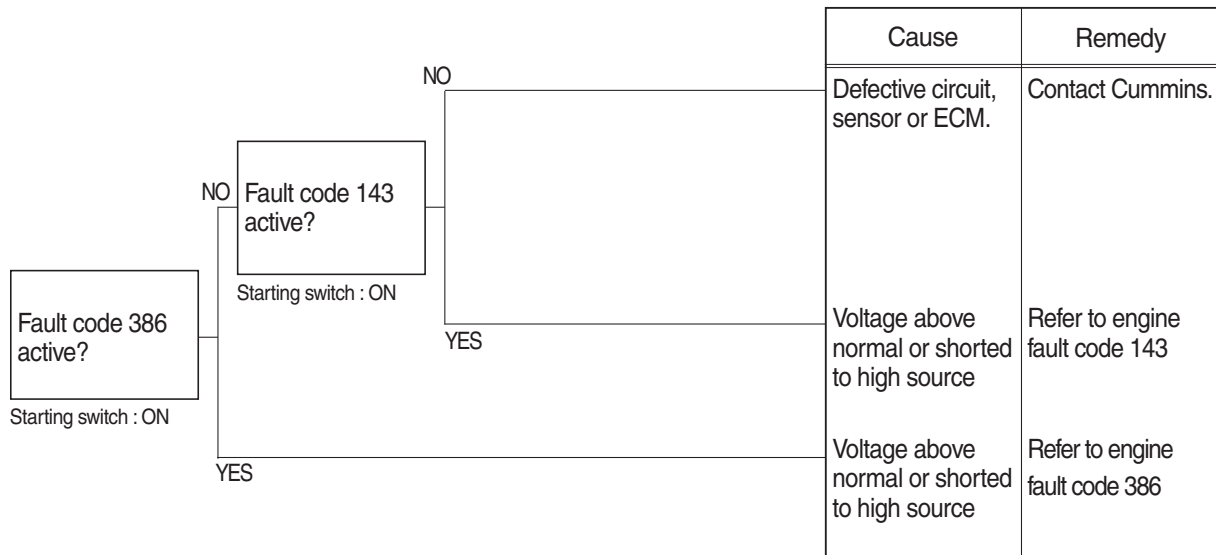 Cause
Remedy
NO
Defective circuit,
sensor or ECM.
Contact Cummins.
NO
Fault code 143
active?
Starting switch : ON
YES
Voltage above
normal or shorted
to high source
Refer to engine
fault code 143
Fault code 386
active?
Starting switch : ON
YES
Voltage above
normal or shorted
to high source
Refer to engine
fault code 386